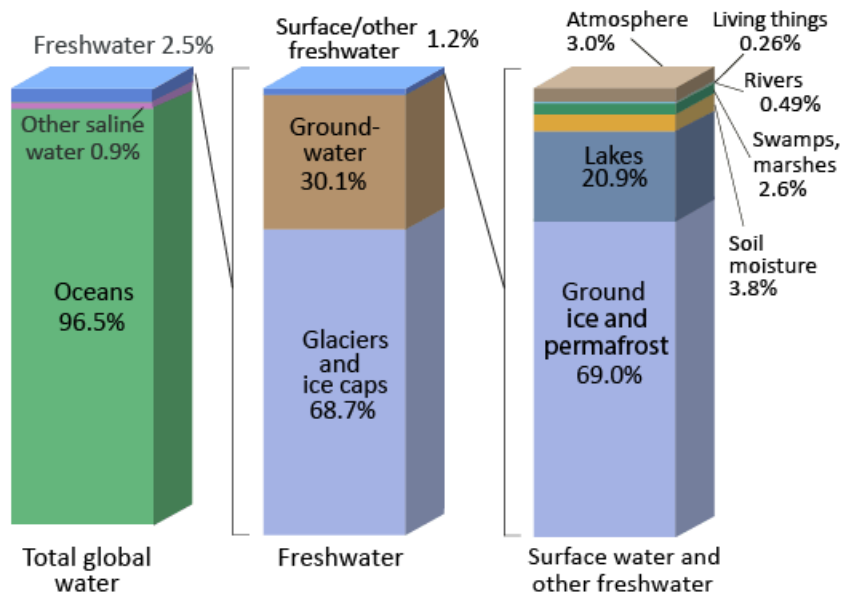 Freshwater 2.5%
Other saline
water 0.9%
Oceans
96.5%
Total global
water
Surface/other
freshwater
1.2%
Ground-
water
30.1%
Glaciers
and
ice caps
68.7%
Freshwater
Atmosphere
3.0%
Living things
0.26%
Rivers
0.49%
Swamps,
marshes
2.6%
Soil
moisture
3.8%
Lakes
20.9%
Ground
ice and
permafrost
69.0%
Surface water and
other freshwater